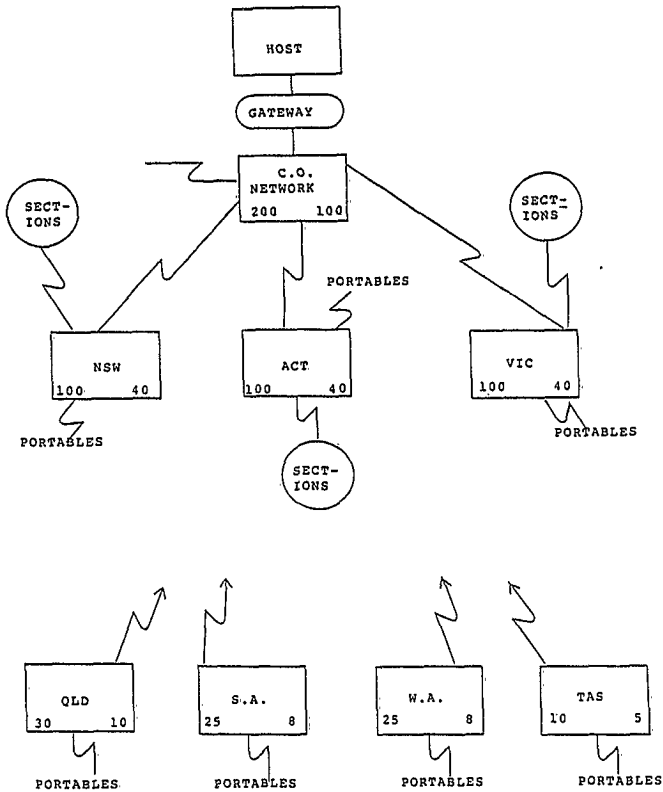 HOST
GATEWAY
C.O.
NETWORK
200 100
SECT-
IONS
SECT-
IONS
PORTABLES
NSW
100 40
ACT
100 40
VIC
100 40
PORTABLES
PORTABLES
SECT-
IONS
QLD
30 10
S.A.
25 8
W.A.
25 8
TAS
10 5
PORTABLES
PORTABLES
PORTABLES
PORTABLES